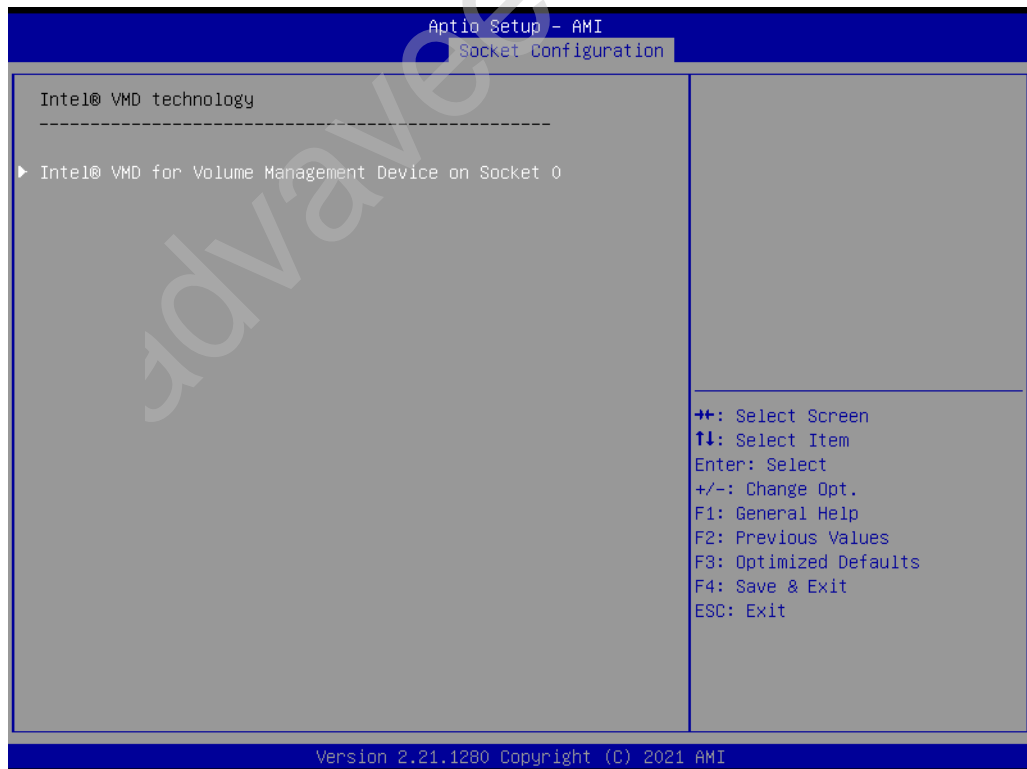 Aptio Setup – AMI
Socket Configuration
Intel® VMD technology
--------------------------------------------------
▶ Intel® VMD for Volume Management Device on Socket 0
→←: Select Screen
↑↓: Select Item
Enter: Select
+/-: Change Opt.
F1: General Help
F2: Previous Values
F3: Optimized Defaults
F4: Save & Exit
ESC: Exit
Version 2.21.1280 Copyright (C) 2021 AMI